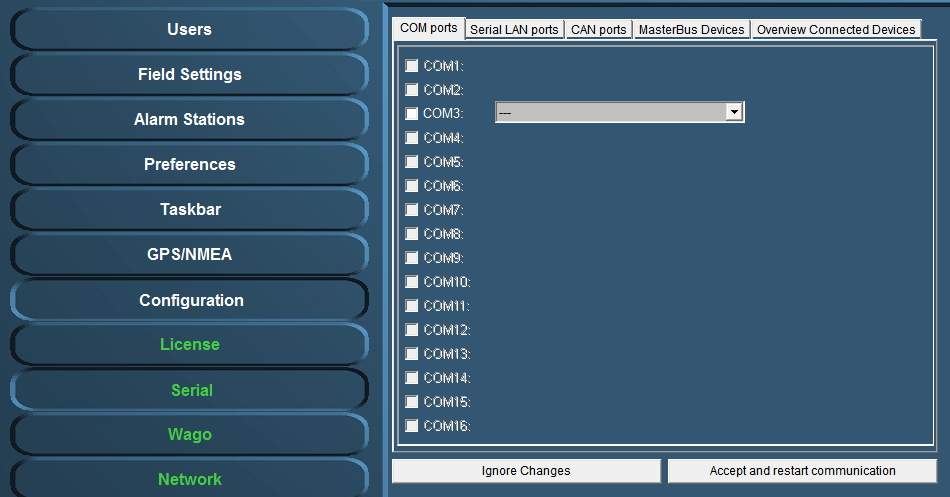 Users
Field Settings
Alarm Stations
Preferences
Taskbar
GPS/NMEA
Configuration
License
Serial
Wago
Network
COM ports
Serial LAN ports
CAN ports
MasterBus Devices
Overview Connected Devices
COM1:
COM2:
COM3:
---
COM4:
COM5:
COM6:
COM7:
COM8:
COM9:
COM10:
COM11:
COM12:
COM13:
COM14:
COM15:
COM16:
Ignore Changes
Accept and restart communication